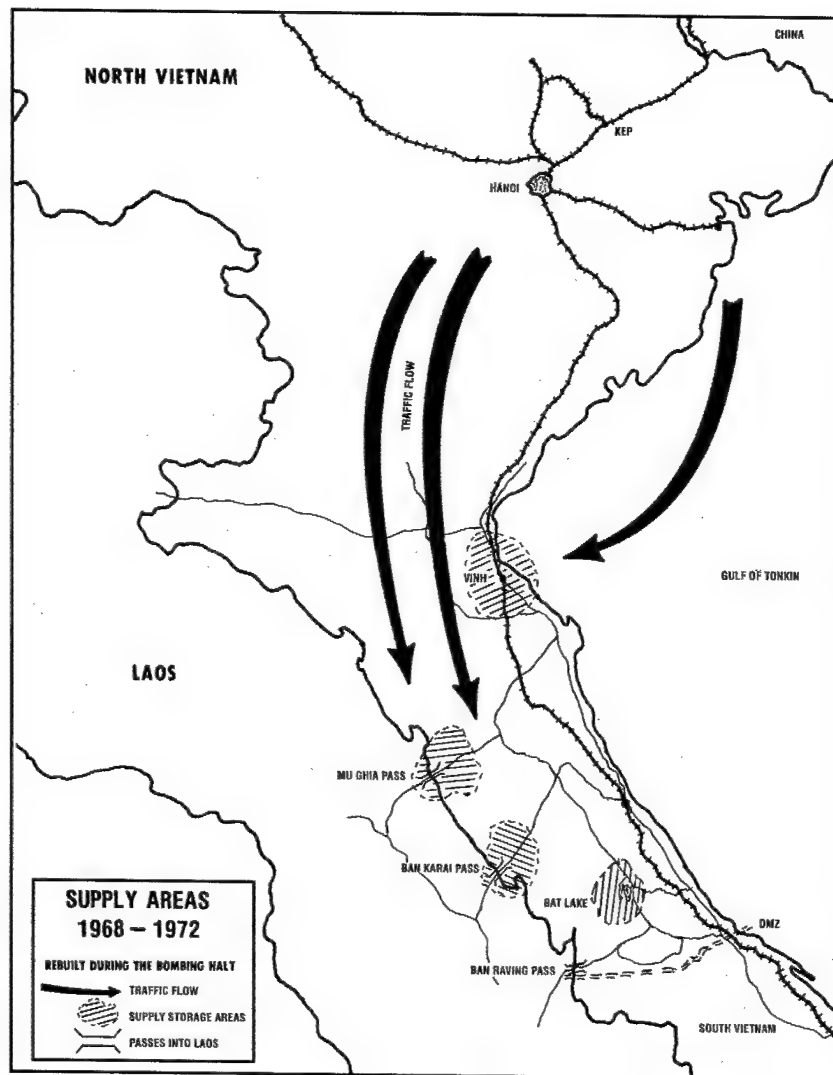 CHINA
NORTH VIETNAM
KEP
HANOI
TRAFFIC FLOW
VINH
GULF OF TONKIN
LAOS
MU GHIA PASS
BAN KARAI PASS
BAT LAKE
DMZ
BAN RAVING PASS
SOUTH VIETNAM
SUPPLY AREAS
1968 – 1972
REBUILT DURING THE BOMBING HALT
TRAFFIC FLOW
SUPPLY STORAGE AREAS
PASSES INTO LAOS